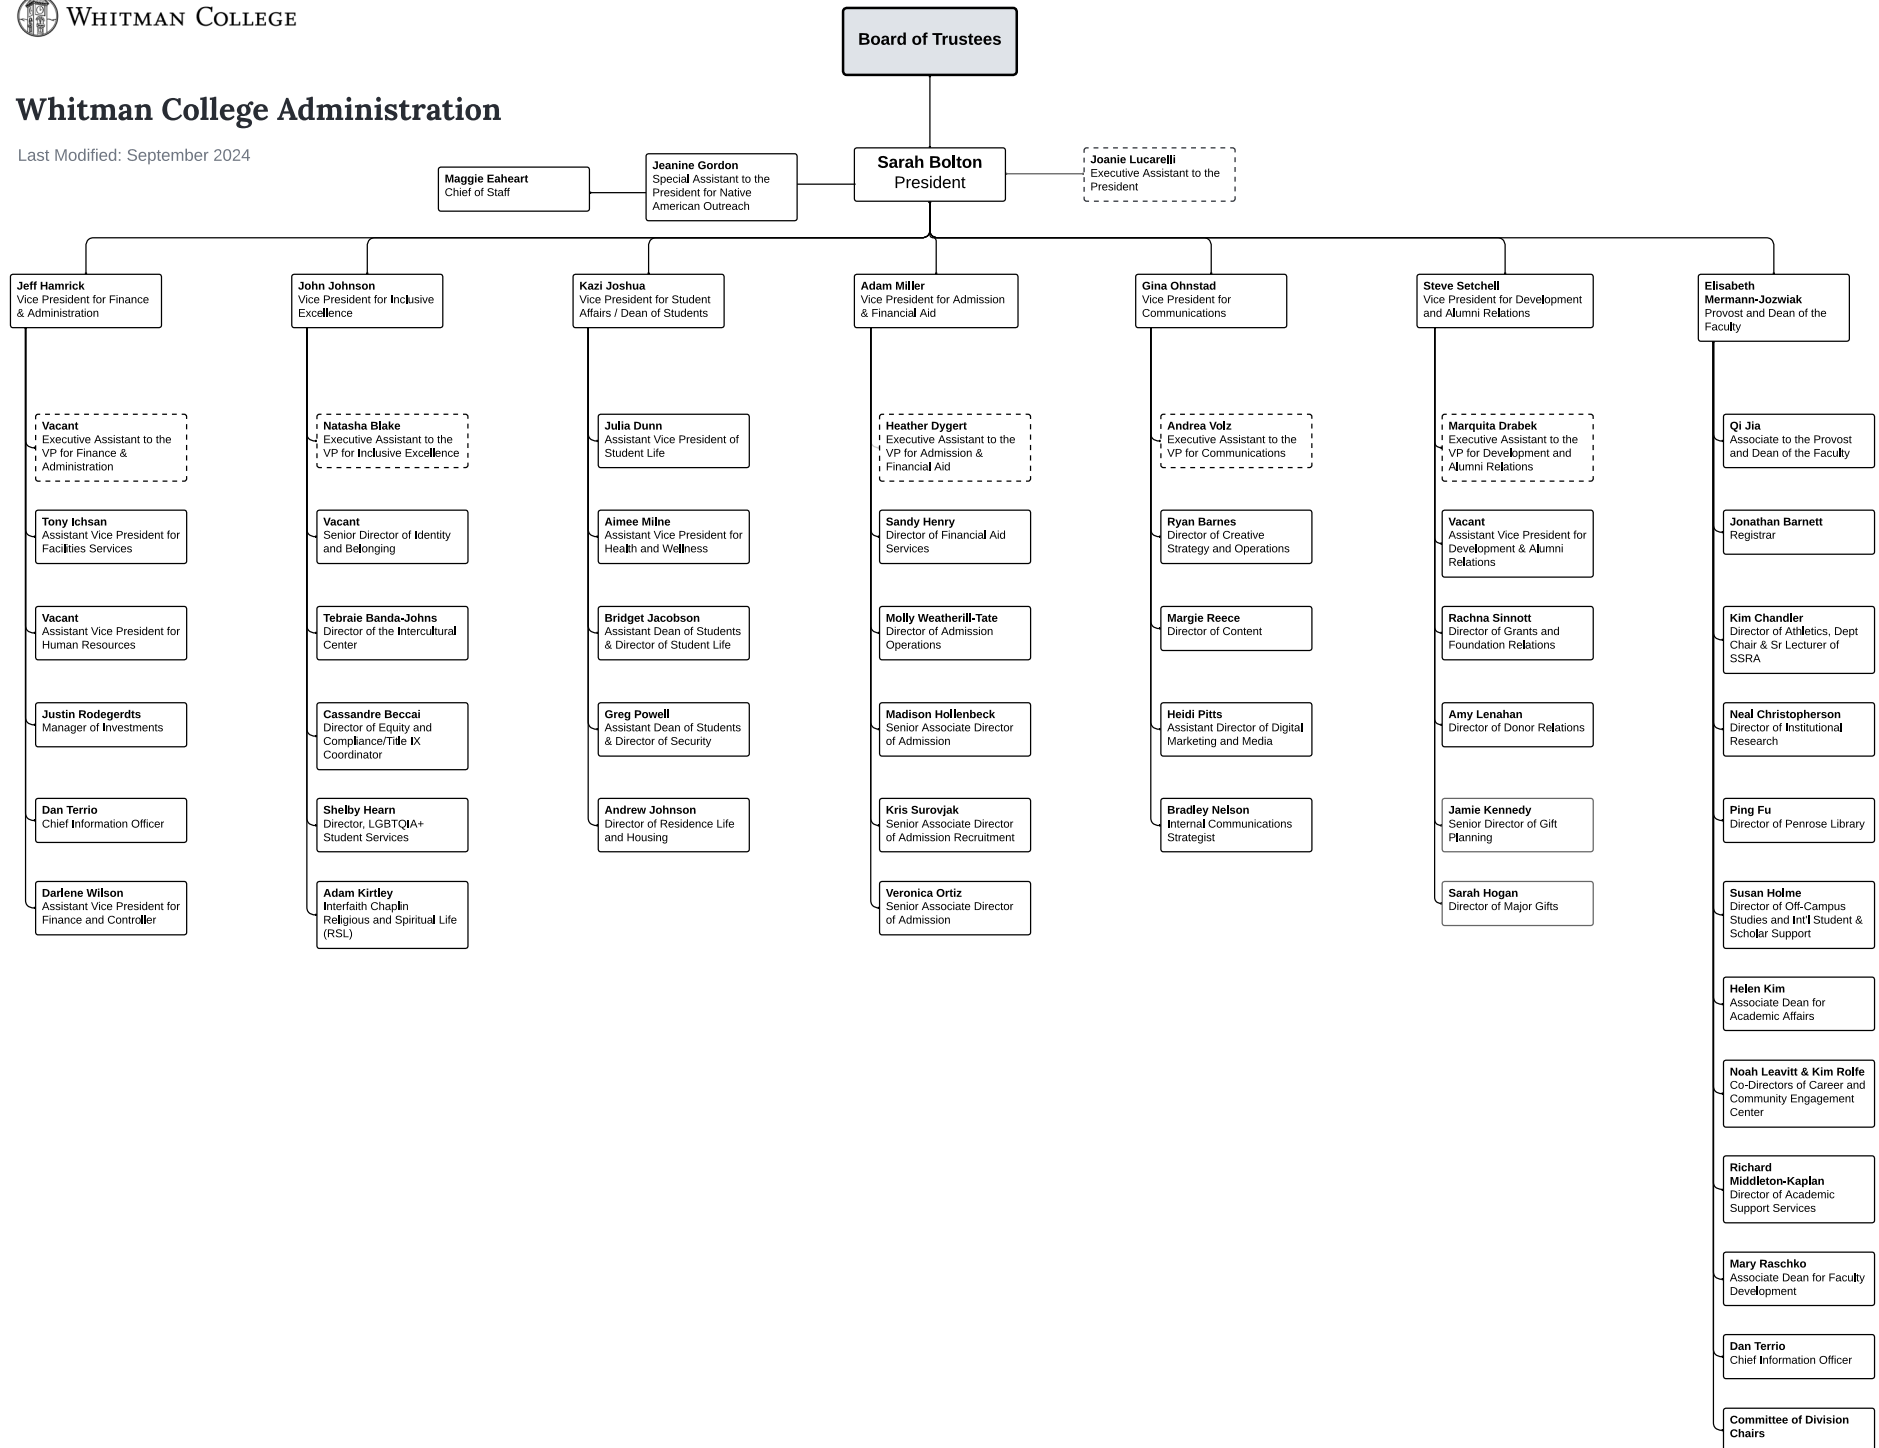 WHITMAN COLLEGE
Board of Trustees
Whitman College Administration
Last Modified: September 2024
Maggie Eaheart
Chief of Staff
Jeanine Gordon
Special Assistant to the
President for Native
American Outreach
Sarah Bolton
President
Joanie Lucarelli
Executive Assistant to the
President
Jeff Hamrick
Vice President for Finance
& Administration
John Johnson
Vice President for Inclusive
Excellence
Kazi Joshua
Vice President for Student
Affairs / Dean of Students
Adam Miller
Vice President for Admission
& Financial Aid
Gina Ohnstad
Vice President for
Communications
Steve Setchell
Vice President for Development
and Alumni Relations
Elisabeth
Mermann-Jozwiak
Provost and Dean of the
Faculty
Vacant
Executive Assistant to the
VP for Finance &
Administration
Tony Ichsan
Assistant Vice President for
Facilities Services
Vacant
Assistant Vice President for
Human Resources
Justin Rodegerdts
Manager of Investments
Dan Terrio
Chief Information Officer
Darlene Wilson
Assistant Vice President for
Finance and Controller
Natasha Blake
Executive Assistant to the
VP for Inclusive Excellence
Vacant
Senior Director of Identity
and Belonging
Tebraie Banda-Johns
Director of the Intercultural
Center
Cassandre Beccai
Director of Equity and
Compliance/Title IX
Coordinator
Shelby Hearn
Director, LGBTQIA+
Student Services
Adam Kirtley
Interfaith Chaplin
Religious and Spiritual Life
(RSL)
Julia Dunn
Assistant Vice President of
Student Life
Aimee Milne
Assistant Vice President for
Health and Wellness
Bridget Jacobson
Assistant Dean of Students
& Director of Student Life
Greg Powell
Assistant Dean of Students
& Director of Security
Andrew Johnson
Director of Residence Life
and Housing
Heather Dygert
Executive Assistant to the
VP for Admission &
Financial Aid
Sandy Henry
Director of Financial Aid
Services
Molly Weatherill-Tate
Director of Admission
Operations
Madison Hollenbeck
Senior Associate Director
of Admission
Kris Surovjak
Senior Associate Director
of Admission Recruitment
Veronica Ortiz
Senior Associate Director
of Admission
Andrea Volz
Executive Assistant to the
VP for Communications
Ryan Barnes
Director of Creative
Strategy and Operations
Margie Reece
Director of Content
Heidi Pitts
Assistant Director of Digital
Marketing and Media
Bradley Nelson
Internal Communications
Strategist
Marquita Drabek
Executive Assistant to the
VP for Development and
Alumni Relations
Vacant
Assistant Vice President for
Development & Alumni
Relations
Rachna Sinnott
Director of Grants and
Foundation Relations
Amy Lenahan
Director of Donor Relations
Jamie Kennedy
Senior Director of Gift
Planning
Sarah Hogan
Director of Major Gifts
Qi Jia
Associate to the Provost
and Dean of the Faculty
Jonathan Barnett
Registrar
Kim Chandler
Director of Athletics, Dept
Chair & Sr Lecturer of
SSRA
Neal Christopherson
Director of Institutional
Research
Ping Fu
Director of Penrose Library
Susan Holme
Director of Off-Campus
Studies and Int'l Student &
Scholar Support
Helen Kim
Associate Dean for
Academic Affairs
Noah Leavitt & Kim Rolfe
Co-Directors of Career and
Community Engagement
Center
Richard
Middleton-Kaplan
Director of Academic
Support Services
Mary Raschko
Associate Dean for Faculty
Development
Dan Terrio
Chief Information Officer
Committee of Division
Chairs